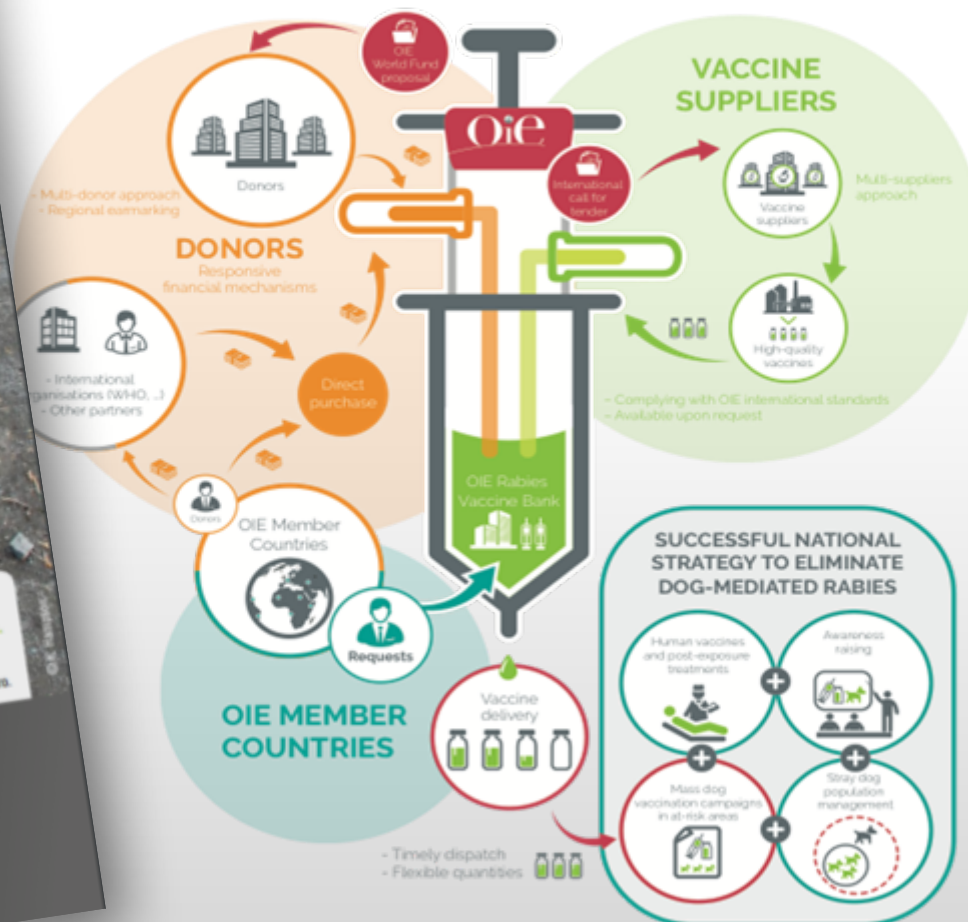 OIE
World Fund
proposal
Donors
- Multi-donor approach
- Regional earmarking
DONORS
Responsive
financial mechanisms
- International
organisations (WHO, ...)
- Other partners
Direct
purchase
Donors
OIE Member
Countries
Requests
OIE MEMBER
COUNTRIES
Oie
International
call for
tender
VACCINE
SUPPLIERS
Vaccine
suppliers
Multi-suppliers
approach
High-quality
vaccines
- Complying with OIE international standards
- Available upon request
OIE Rabies
Vaccine Bank
Vaccine
delivery
- Timely dispatch
- Flexible quantities
SUCCESSFUL NATIONAL
STRATEGY TO ELIMINATE
DOG-MEDIATED RABIES
Human vaccines
and post-exposure
treatments
Awareness
raising
Mass dog
vaccination campaigns
in at-risk areas
Stray dog
population
management